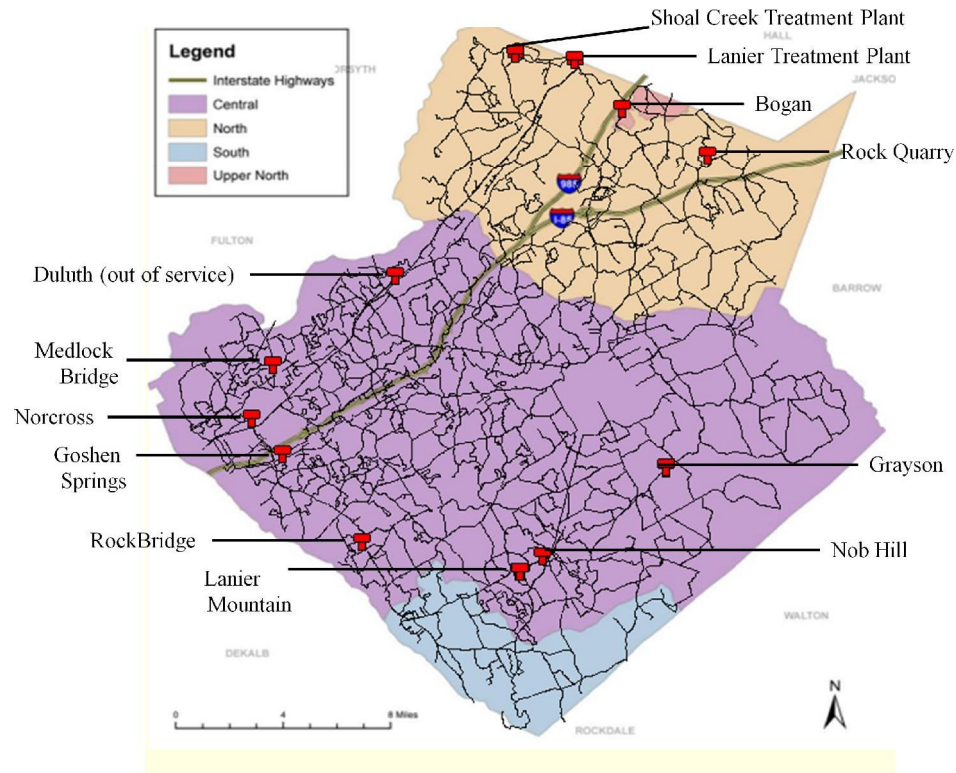 Shoal Creek Treatment Plant
HALL
Legend
Lanier Treatment Plant
Interstate Highways
JACKSO
Central
Bogan
North
South
Rock Quarry
Upper North
985
I-85
FULTON
Duluth (out of service)
BARROW
Medlock
Bridge
Norcross
Goshen
Springs
Grayson
RockBridge
Nob Hill
Lanier
Mountain
WALTON
DEKALB
N
0 4 8 Miles
ROCKDALE